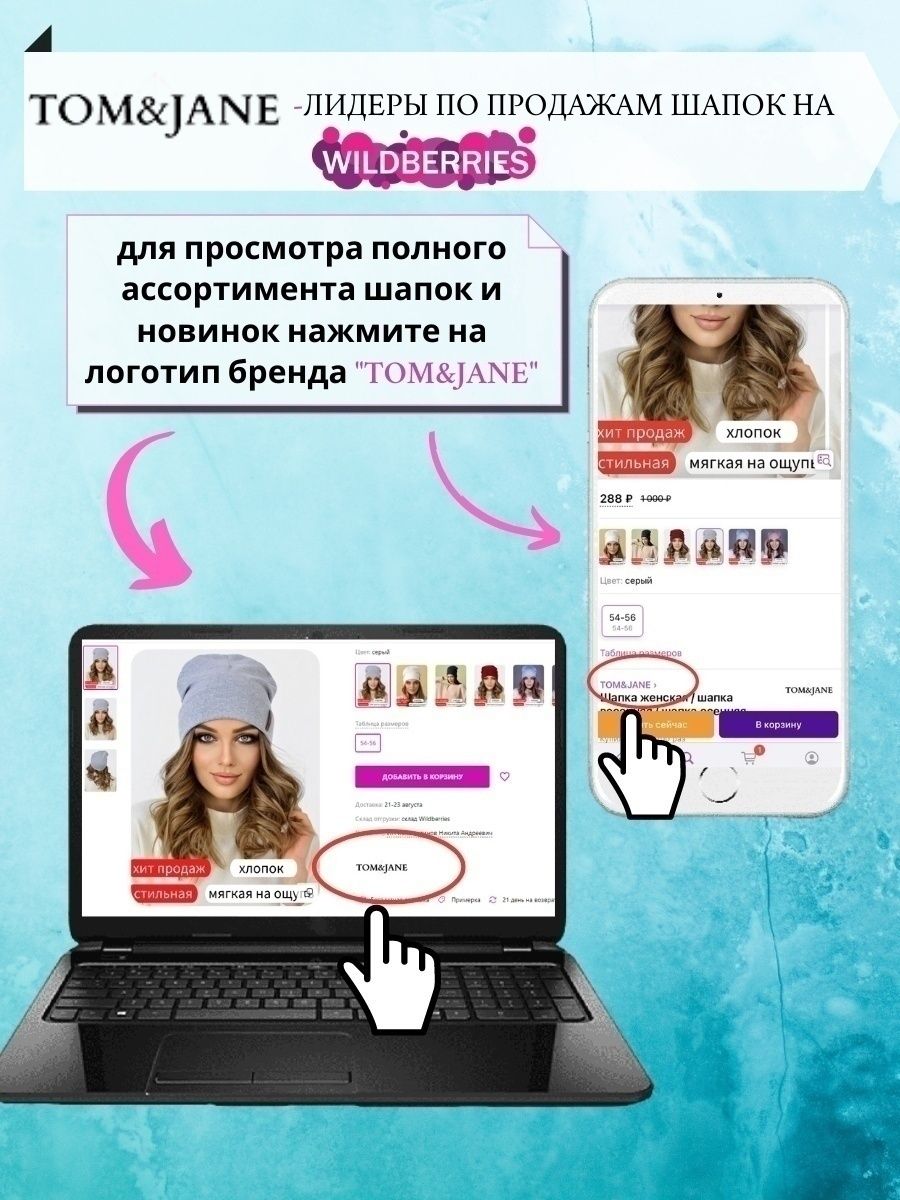 TOM&JANE -ЛИДЕРЫ ПО ПРОДАЖАМ ШАПОК НА
WILDBERRIES
для просмотра полного
ассортимента шапок и
новинок нажмите на
логотип бренда "TOM&JANE"
хит продаж
хлопок
стильная
мягкая на ощупь
288 ₽ 1 000 ₽
Цвет: серый
54-56
54-56
Таблица размеров
TOM&JANE ›
TOM&JANE
Шапка женская / шапка
сейчас
В корзину
1
Цвет: серый
Таблица размеров
54-56
ДОБАВИТЬ В КОРЗИНУ
Доставка: 21-23 августа
Склад отгрузки: склад Wildberries
Никита Андреевич
TOM&JANE
Примерка
21 день на возврат
хит продаж
хлопок
стильная
мягкая на ощу